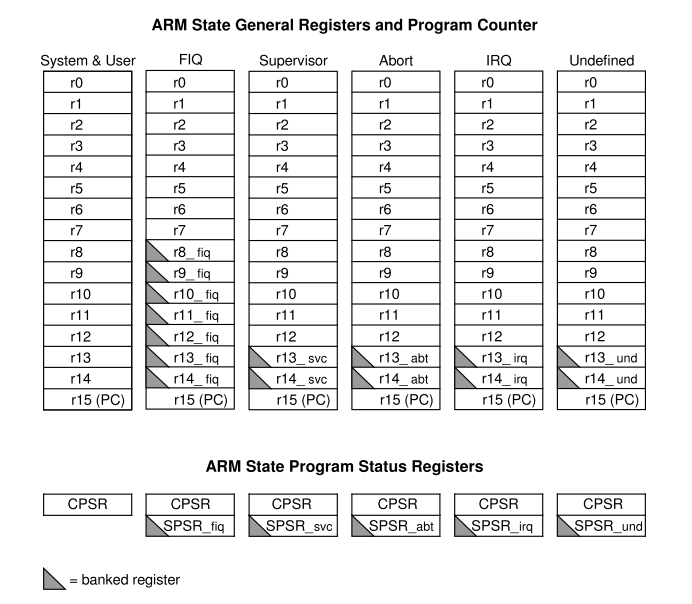 ARM State General Registers and Program Counter
System & User FIQ Supervisor Abort IRQ Undefined
r0 r0 r0 r0 r0 r0
r1 r1 r1 r1 r1 r1
r2 r2 r2 r2 r2 r2
r3 r3 r3 r3 r3 r3
r4 r4 r4 r4 r4 r4
r5 r5 r5 r5 r5 r5
r6 r6 r6 r6 r6 r6
r7 r7 r7 r7 r7 r7
r8 r8_fiq r8 r8 r8 r8
r9 r9_fiq r9 r9 r9 r9
r10 r10_fiq r10 r10 r10 r10
r11 r11_fiq r11 r11 r11 r11
r12 r12_fiq r12 r12 r12 r12
r13 r13_fiq r13_svc r13_abt r13_irq r13_und
r14 r14_fiq r14_svc r14_abt r14_irq r14_und
r15 (PC) r15 (PC) r15 (PC) r15 (PC) r15 (PC) r15 (PC)
ARM State Program Status Registers
CPSR CPSR CPSR CPSR CPSR CPSR
SPSR_fiq SPSR_svc SPSR_abt SPSR_irq SPSR_und
= banked register